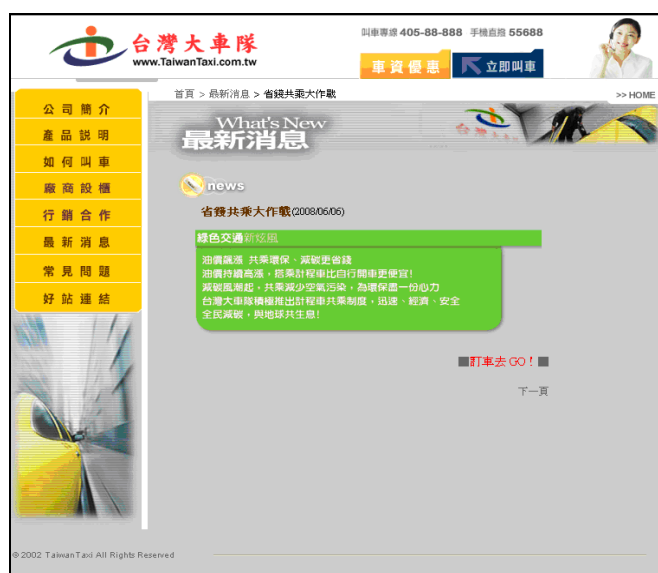 台灣大車隊
www.TaiwanTaxi.com.tw
叫車專線 405-88-888 手機直撥 55688
車資優惠
立即叫車
首頁 > 最新消息 > 省錢共乘大作戰
>> HOME
公司簡介
產品說明
如何叫車
廠商設櫃
行銷合作
最新消息
常見問題
好站連結
What's New
最新消息
news
省錢共乘大作戰(2008/06/06)
綠色交通新炫風
油價飆漲 共乘環保、減碳更省錢
油價持續高漲，搭乘計程車比自行開車更便宜!
減碳風潮起，共乘減少空氣污染，為環保盡一份心力
台灣大車隊積極推出計程車共乘制度，迅速、經濟、安全
全民減碳，與地球共生息!
■訂車去 GO！■
下一頁
© 2002 TaiwanTaxi All Rights Reserved